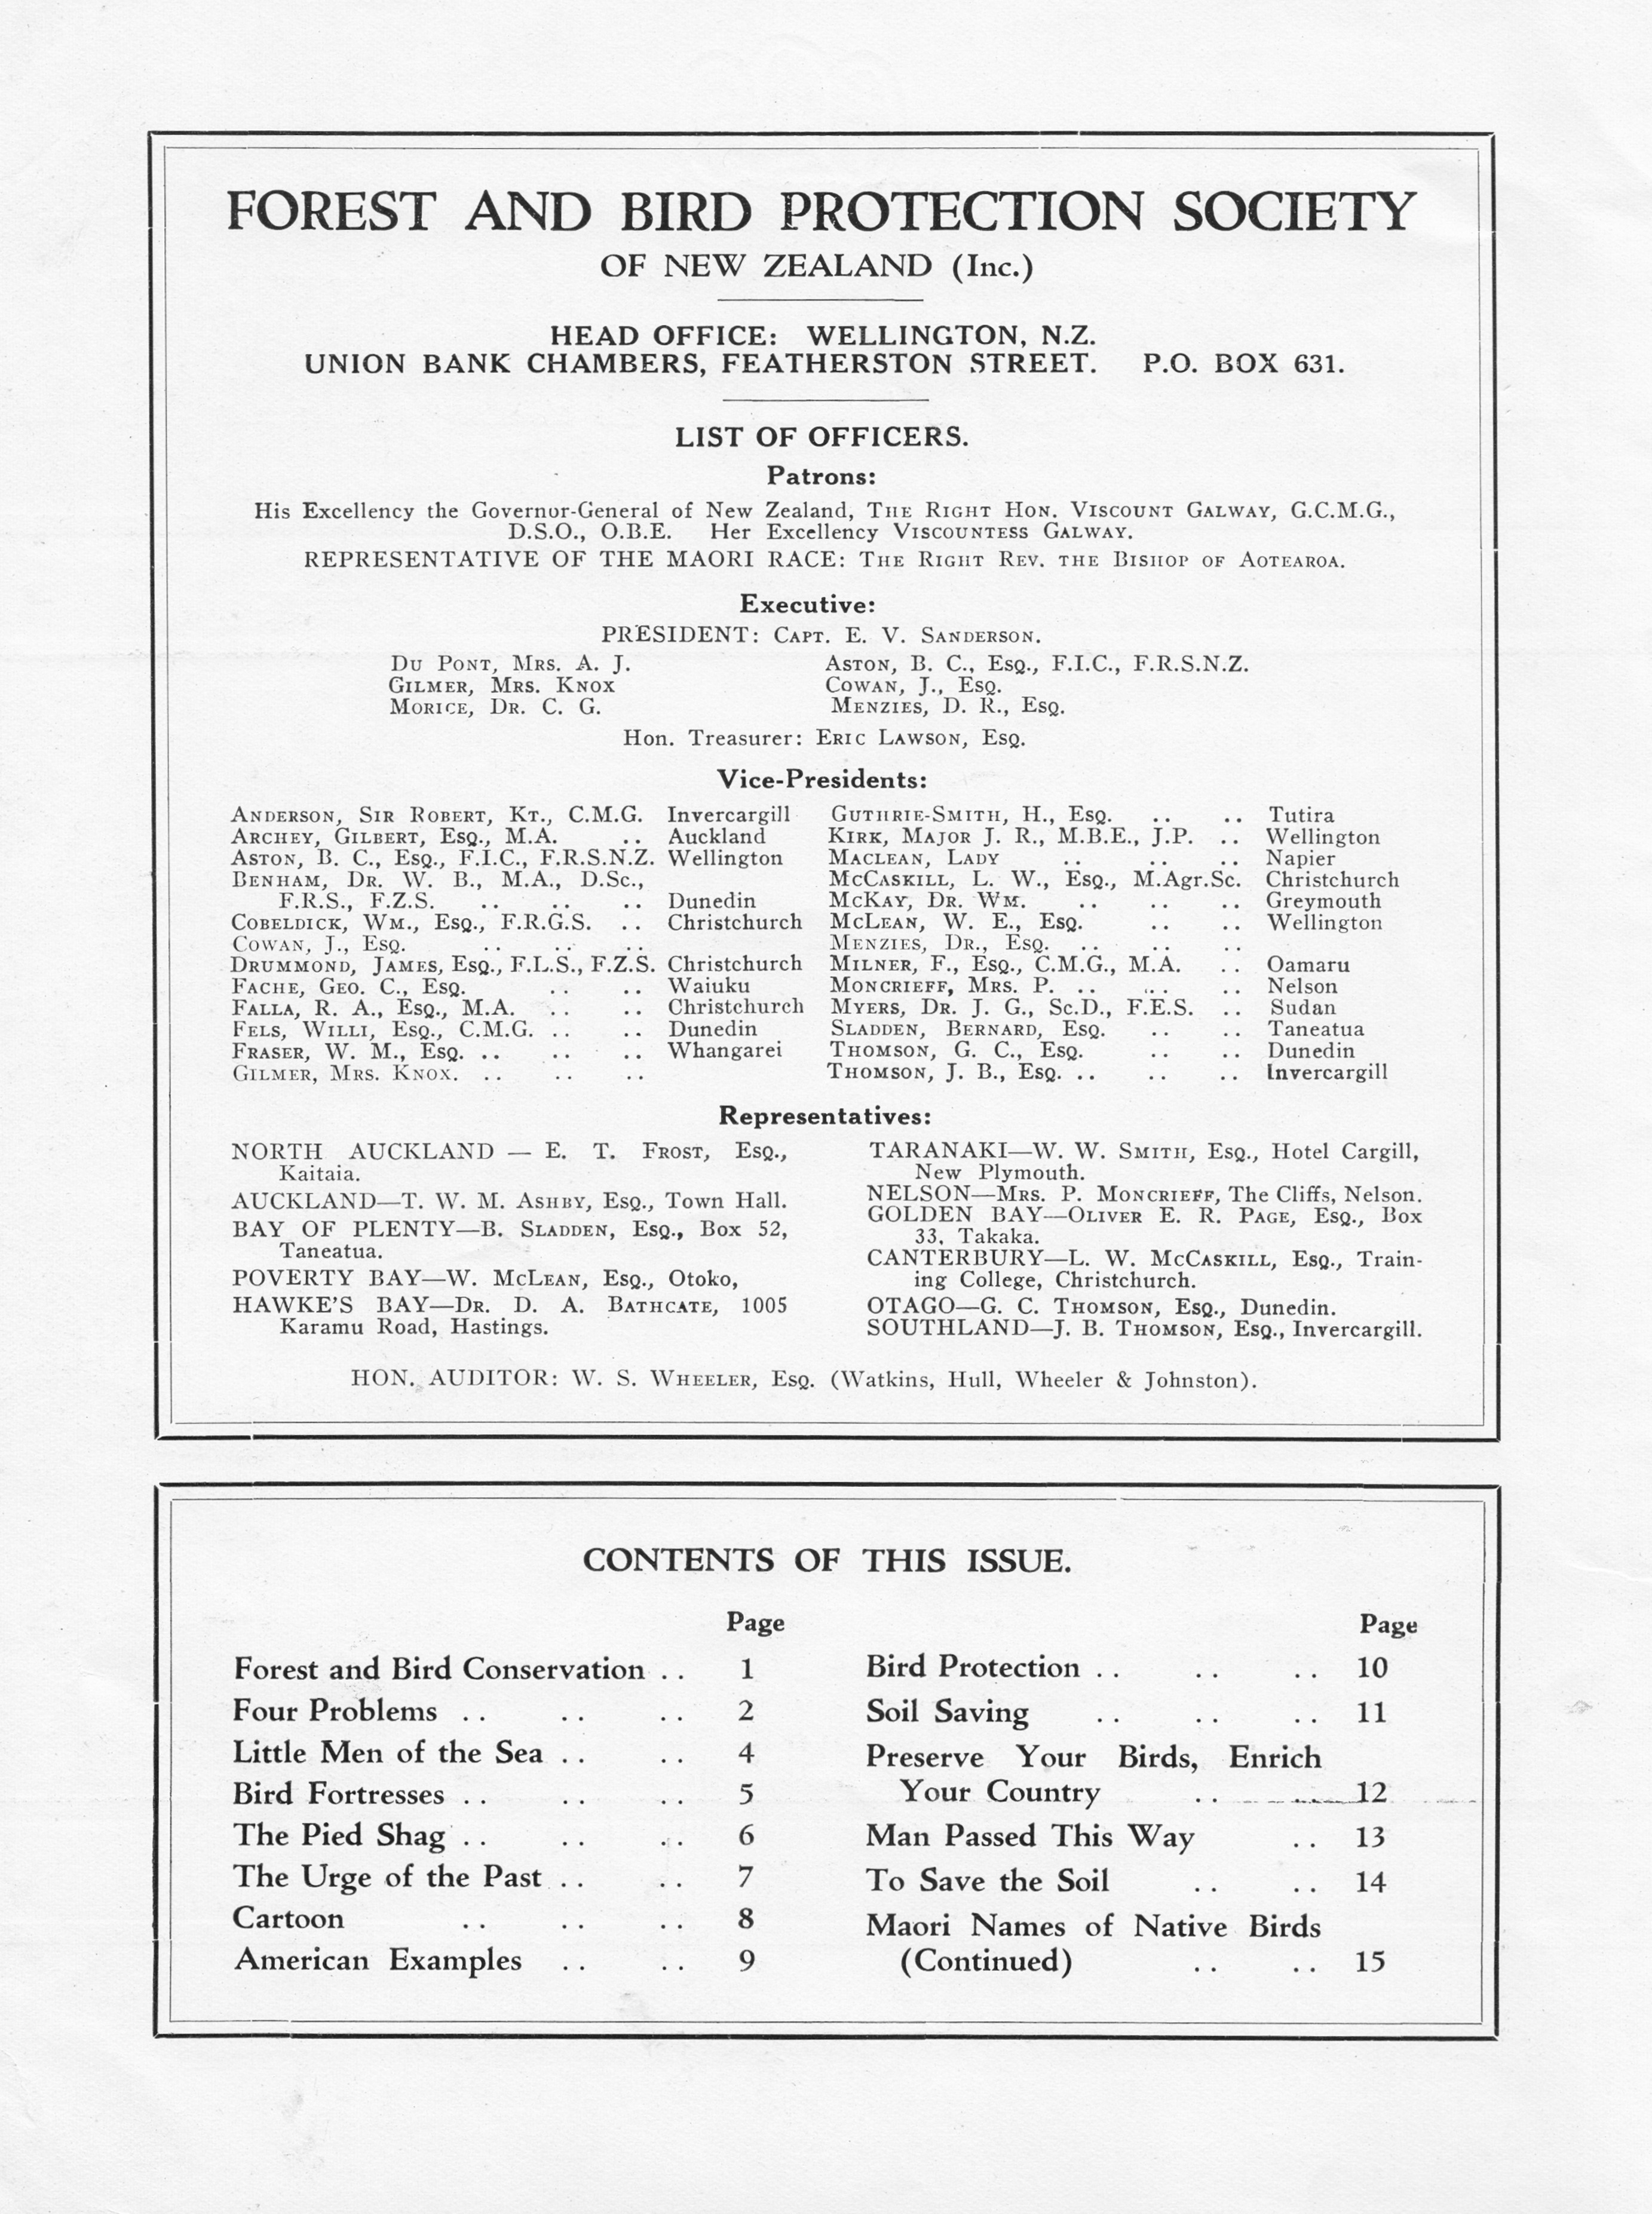 FOREST AND BIRD PROTECTION SOCIETY
OF NEW ZEALAND (Inc.)
HEAD OFFICE: WELLINGTON, N.Z.
UNION BANK CHAMBERS, FEATHERSTON STREET. P.O. BOX 631.
LIST OF OFFICERS.
Patrons:
His Excellency the Governor-General of New Zealand, THE RIGHT HON. VISCOUNT GALWAY, G.C.M.G.,
D.S.O., O.B.E. Her Excellency VISCOUNTESS GALWAY.
REPRESENTATIVE OF THE MAORI RACE: THE RIGHT REV. THE BISHOP OF AOTEAROA.
Executive:
PRESIDENT: CAPT. E. V. SANDERSON.
DU PONT, MRS. A. J.
GILMER, MRS. KNOX
MORICE, DR. C. G.
ASTON, B. C., ESQ., F.I.C., F.R.S.N.Z.
COWAN, J., ESQ.
MENZIES, D. R., ESQ.
Hon. Treasurer: ERIC LAWSON, ESQ.
Vice-Presidents:
ANDERSON, SIR ROBERT, KT., C.M.G. Invercargill
ARCHEY, GILBERT, ESQ., M.A. .. Auckland
ASTON, B. C., ESQ., F.I.C., F.R.S.N.Z. Wellington
BENHAM, DR. W. B., M.A., D.SC.,
F.R.S., F.Z.S. .. .. .. Dunedin
COBELDICK, WM., ESQ., F.R.G.S. .. Christchurch
COWAN, J., ESQ. .. .. ..
DRUMMOND, JAMES, ESQ., F.L.S., F.Z.S. Christchurch
FACHE, GEO. C., ESQ. .. .. Waiuku
FALLA, R. A., ESQ., M.A. .. .. Christchurch
FELS, WILLI, ESQ., C.M.G. .. .. Dunedin
FRASER, W. M., ESQ. .. .. .. Whangarei
GILMER, MRS. KNOX. .. .. ..
GUTHRIE-SMITH, H., ESQ. .. .. Tutira
KIRK, MAJOR J. R., M.B.E., J.P. .. Wellington
MACLEAN, LADY .. .. .. Napier
MCCASKILL, L. W., ESQ., M.Agr.Sc. Christchurch
MCKAY, DR. WM. .. .. .. Greymouth
MCLEAN, W. E., ESQ. .. .. Wellington
MENZIES, DR., ESQ. .. .. ..
MILNER, F., ESQ., C.M.G., M.A. .. Oamaru
MONCRIEFF, MRS. P. .. .. .. Nelson
MYERS, DR. J. G., Sc.D., F.E.S. .. Sudan
SLADDEN, BERNARD, ESQ. .. .. Taneatua
THOMSON, G. C., ESQ. .. .. Dunedin
THOMSON, J. B., ESQ. .. .. .. Invercargill
Representatives:
NORTH AUCKLAND — E. T. FROST, ESQ.,
Kaitaia.
AUCKLAND—T. W. M. ASHBY, ESQ., Town Hall.
BAY OF PLENTY—B. SLADDEN, ESQ., Box 52,
Taneatua.
POVERTY BAY—W. MCLEAN, ESQ., Otoko,
HAWKE'S BAY—DR. D. A. BATHCATE, 1005
Karamu Road, Hastings.
TARANAKI—W. W. SMITH, ESQ., Hotel Cargill,
New Plymouth.
NELSON—MRS. P. MONCRIEFF, The Cliffs, Nelson.
GOLDEN BAY—OLIVER E. R. PAGE, ESQ., Box
33, Takaka.
CANTERBURY—L. W. MCCASKILL, ESQ., Train-
ing College, Christchurch.
OTAGO—G. C. THOMSON, ESQ., Dunedin.
SOUTHLAND—J. B. THOMSON, ESQ., Invercargill.
HON. AUDITOR: W. S. WHEELER, ESQ. (Watkins, Hull, Wheeler & Johnston).
CONTENTS OF THIS ISSUE.
Page
Forest and Bird Conservation .. 1
Four Problems .. .. .. 2
Little Men of the Sea .. .. 4
Bird Fortresses .. .. .. 5
The Pied Shag .. .. .. 6
The Urge of the Past .. .. 7
Cartoon .. .. .. 8
American Examples .. .. 9
Page
Bird Protection .. .. .. 10
Soil Saving .. .. .. 11
Preserve Your Birds, Enrich
Your Country .. .. 12
Man Passed This Way .. 13
To Save the Soil .. .. 14
Maori Names of Native Birds
(Continued) .. .. 15